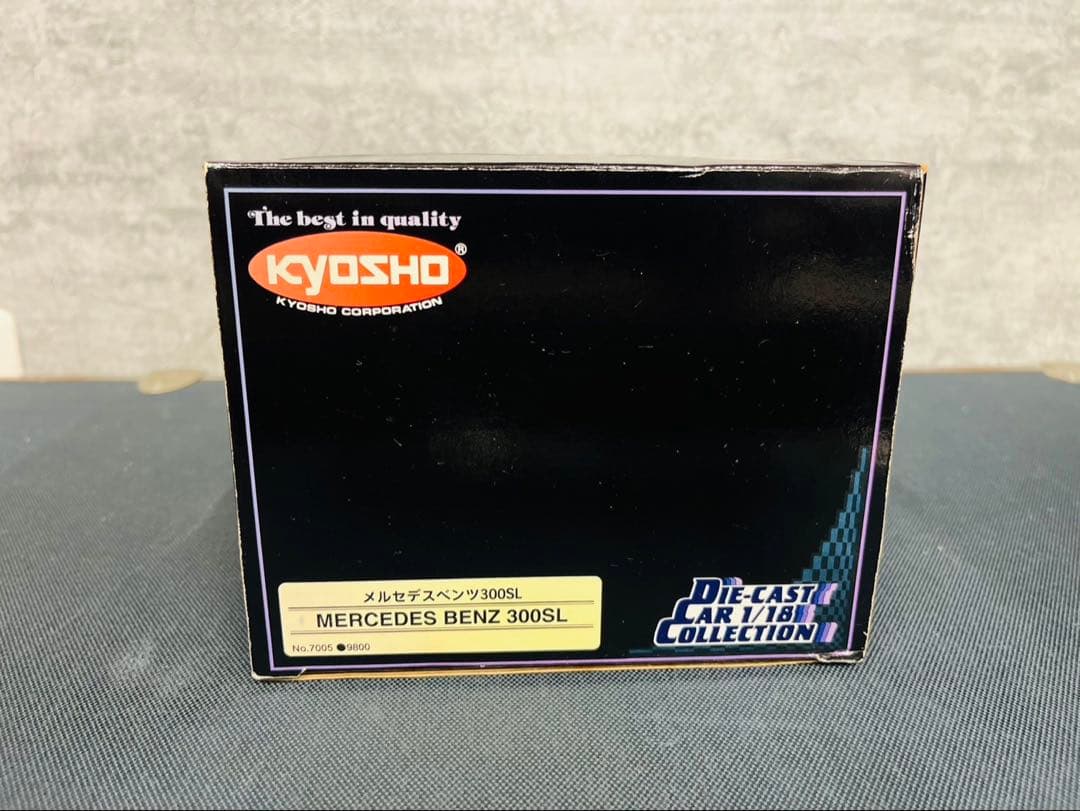 The best in quality
KYOSHO®
KYOSHO CORPORATION
メルセデスベンツ300SL
MERCEDES BENZ 300SL
No.7005 ●9800
DIE-CAST
CAR 1/18
COLLECTION